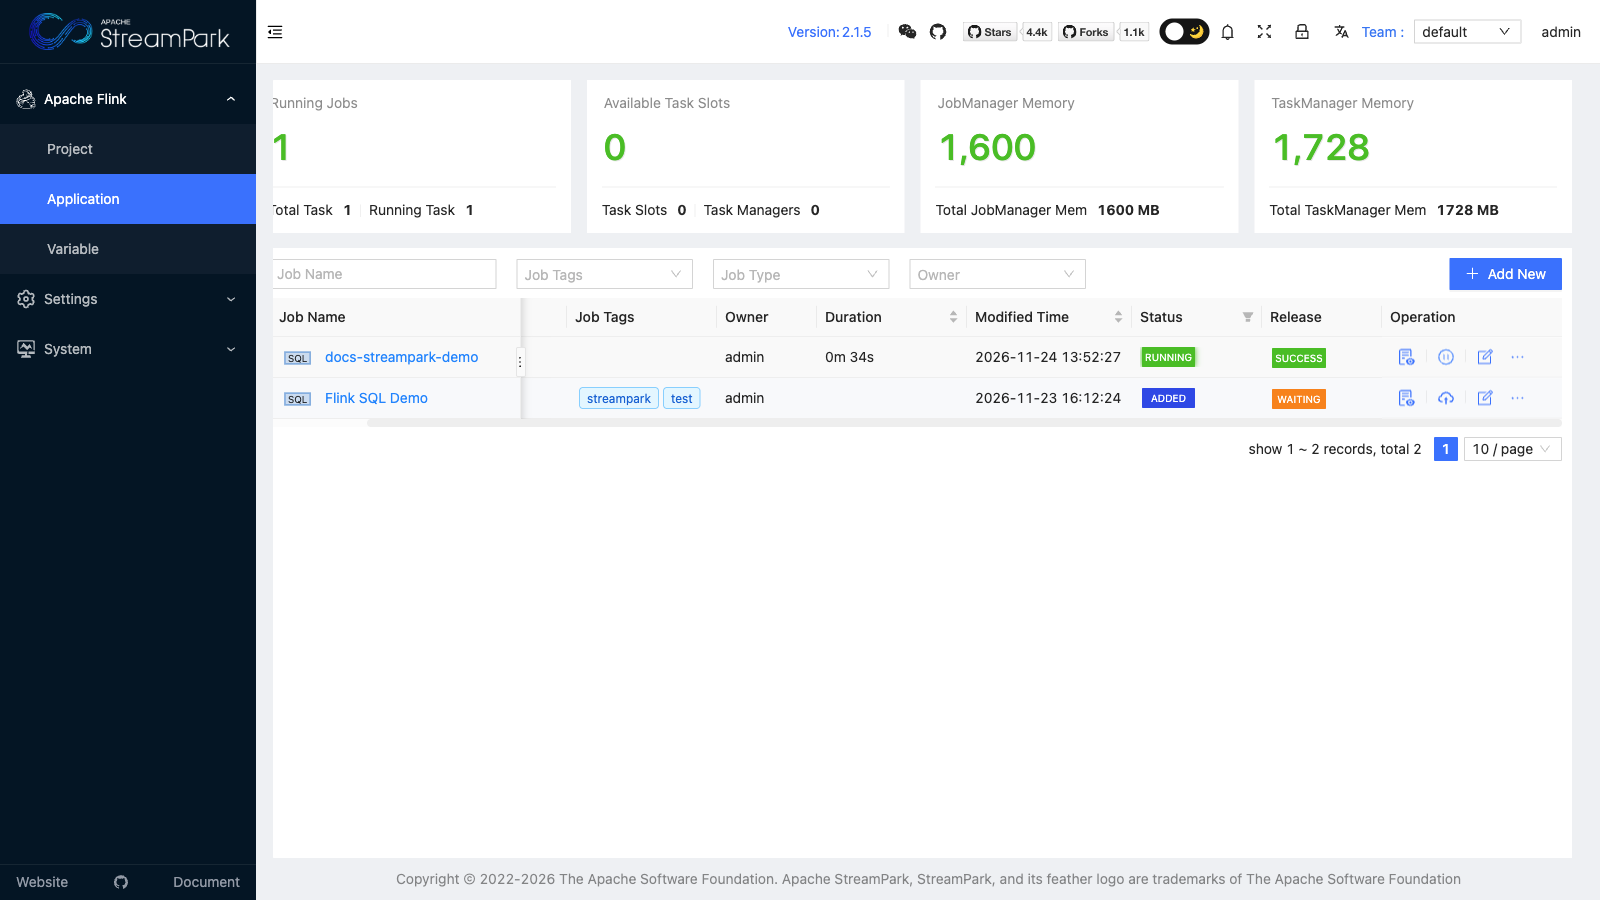 APACHE
StreamPark
Version: 2.1.5
Stars
4.4k
Forks
1.1k
Team :
default
admin
Apache Flink
Project
Application
Variable
Settings
System
Website
Document
Running Jobs
1
Total Task 1
Running Task 1
Available Task Slots
0
Task Slots 0
Task Managers 0
JobManager Memory
1,600
Total JobManager Mem 1600 MB
TaskManager Memory
1,728
Total TaskManager Mem 1728 MB
Job Name
Job Tags
Job Type
Owner
Add New
Job Name Job Tags Owner Duration Modified Time Status Release Operation
SQL docs-streampark-demo admin 0m 34s 2026-11-24 13:52:27 RUNNING SUCCESS
SQL Flink SQL Demo streampark test admin 2026-11-23 16:12:24 ADDED WAITING
show 1 ~ 2 records, total 2 1 10 / page
Copyright © 2022-2026 The Apache Software Foundation. Apache StreamPark, StreamPark, and its feather logo are trademarks of The Apache Software Foundation